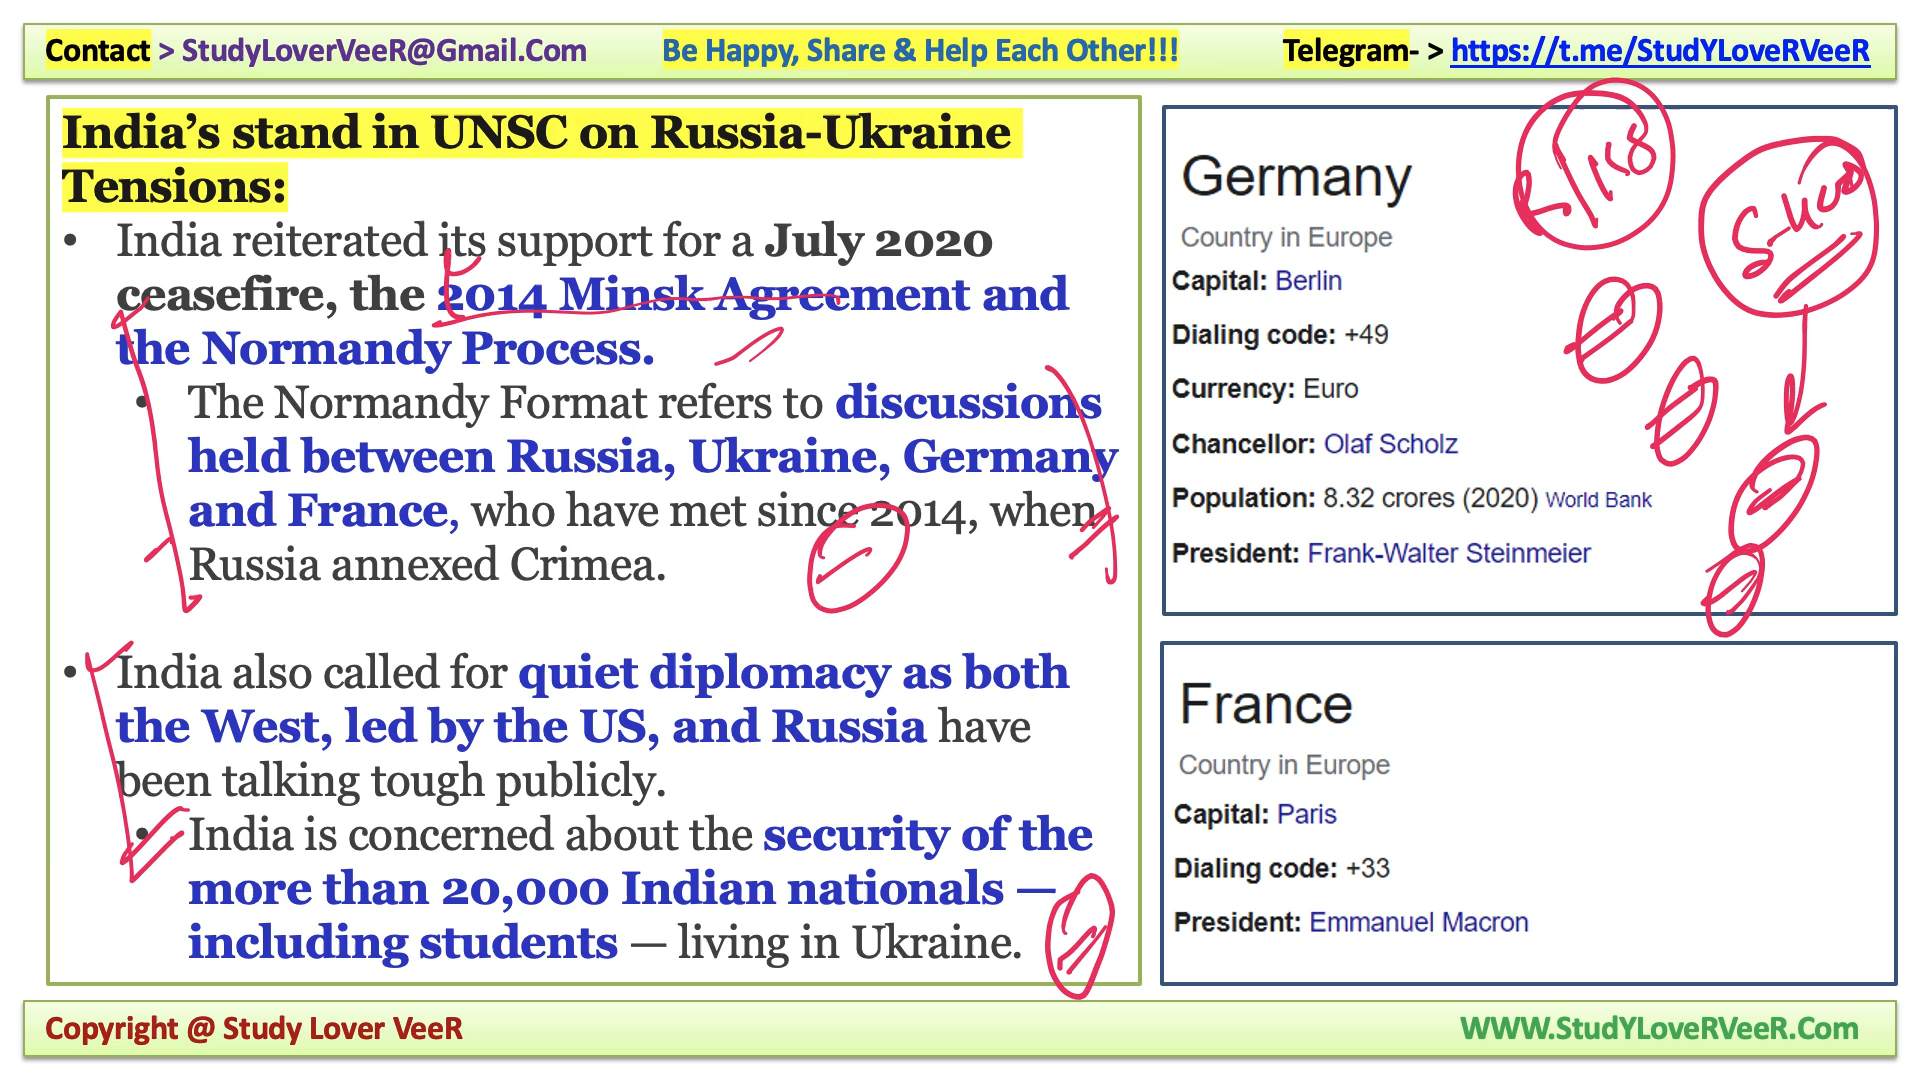 Contact > StudyLoverVeeR@Gmail.Com Be Happy, Share & Help Each Other!!! Telegram- > https://t.me/StudYLoveRVeeR
India’s stand in UNSC on Russia-Ukraine
Tensions:
• India reiterated its support for a July 2020
ceasefire, the 2014 Minsk Agreement and
the Normandy Process.
• The Normandy Format refers to discussions
held between Russia, Ukraine, Germany
and France, who have met since 2014, when
Russia annexed Crimea.
• India also called for quiet diplomacy as both
the West, led by the US, and Russia have
been talking tough publicly.
• India is concerned about the security of the
more than 20,000 Indian nationals —
including students — living in Ukraine.
Germany
Country in Europe
Capital: Berlin
Dialing code: +49
Currency: Euro
Chancellor: Olaf Scholz
Population: 8.32 crores (2020) World Bank
President: Frank-Walter Steinmeier
France
Country in Europe
Capital: Paris
Dialing code: +33
President: Emmanuel Macron
Copyright @ Study Lover VeeR
WWW.StudYLoveRVeeR.Com